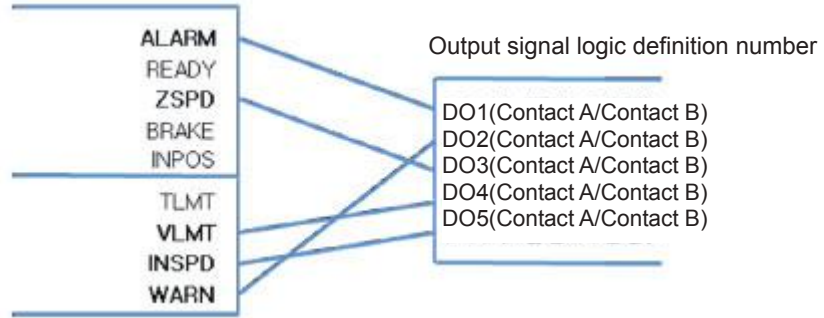 ALARM
READY
ZSPD
BRAKE
INPOS
TLMT
VLMT
INSPD
WARN
Output signal logic definition number
DO1(Contact A/Contact B)
DO2(Contact A/Contact B)
DO3(Contact A/Contact B)
DO4(Contact A/Contact B)
DO5(Contact A/Contact B)